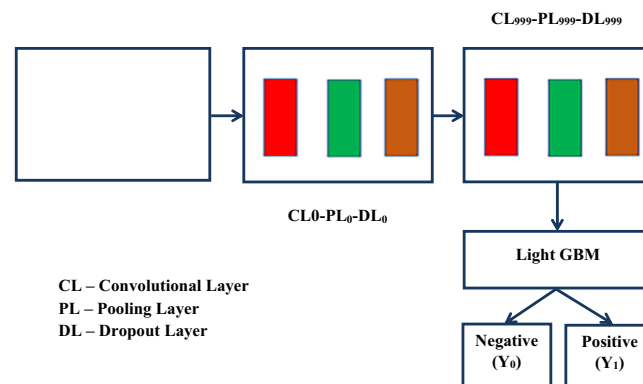 CL₉₉₉-PL₉₉₉-DL₉₉₉
CL0-PL₀-DL₀
Light GBM
CL – Convolutional Layer
PL – Pooling Layer
DL – Dropout Layer
Negative
(Y₀)
Positive
(Y₁)